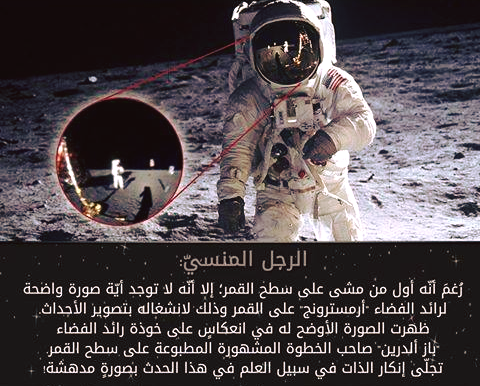 الرجل المنسيّ:
رُغمَ أنّه أول من مشى على سطح القمر؛ إلا أنّه لا توجد أيّة صورة واضحة
لرائد الفضاء "أرمسترونج" على القمر وذلك لانشغاله بتصوير الأحداث
ظهرت الصورة الأوضح له في انعكاسٍ على خوذة رائد الفضاء
"باز ألدرين" صاحب الخطوة المشهورة المطبوعة على سطح القمر.
تجلّى إنكار الذات في سبيل العلم في هذا الحدث بصورةٍ مدهشة!